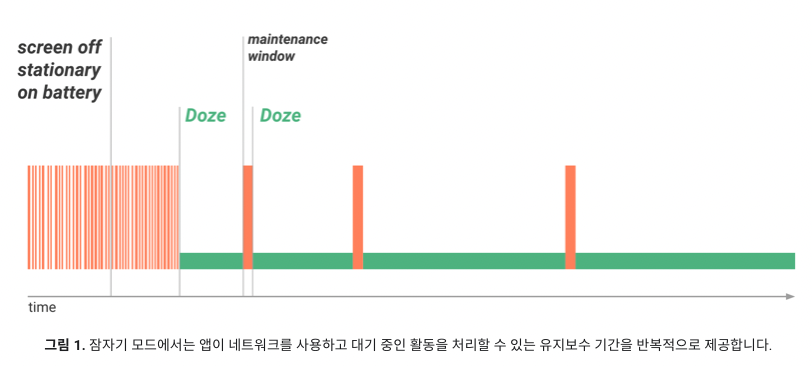 screen off
stationary
on battery
maintenance
window
Doze
Doze
time
그림 1. 잠자기 모드에서는 앱이 네트워크를 사용하고 대기 중인 활동을 처리할 수 있는 유지보수 기간을 반복적으로 제공합니다.